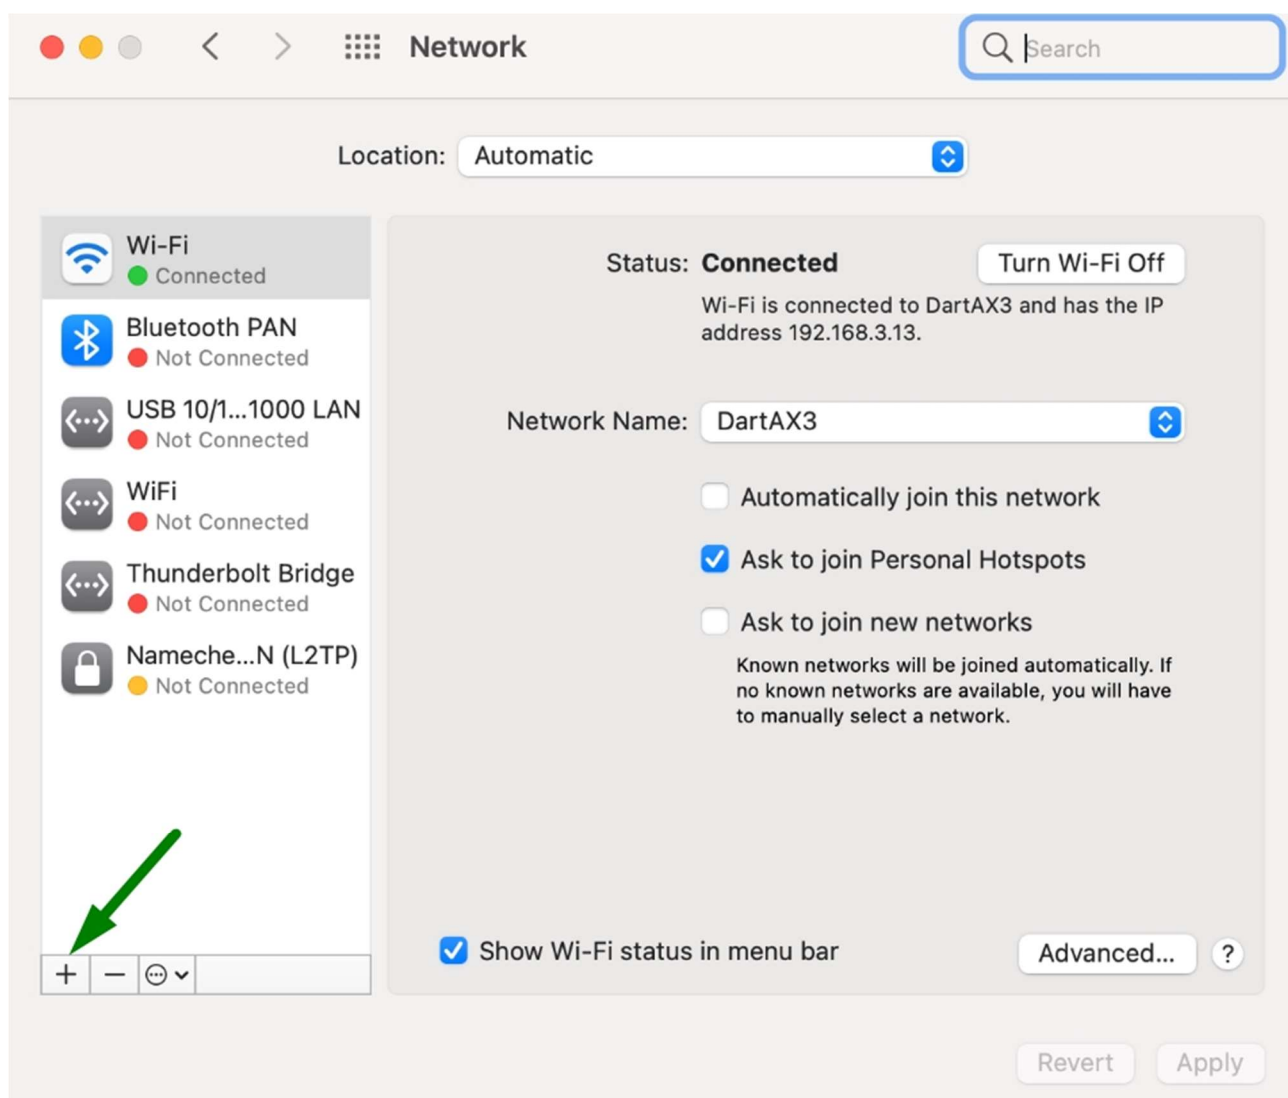 Network
Search
Location: Automatic
Wi-Fi
Connected
Bluetooth PAN
Not Connected
USB 10/1...1000 LAN
Not Connected
WiFi
Not Connected
Thunderbolt Bridge
Not Connected
Nameche...N (L2TP)
Not Connected
Status: Connected
Turn Wi-Fi Off
Wi-Fi is connected to DartAX3 and has the IP
address 192.168.3.13.
Network Name: DartAX3
Automatically join this network
Ask to join Personal Hotspots
Ask to join new networks
Known networks will be joined automatically. If
no known networks are available, you will have
to manually select a network.
Show Wi-Fi status in menu bar
Advanced...
?
Revert
Apply